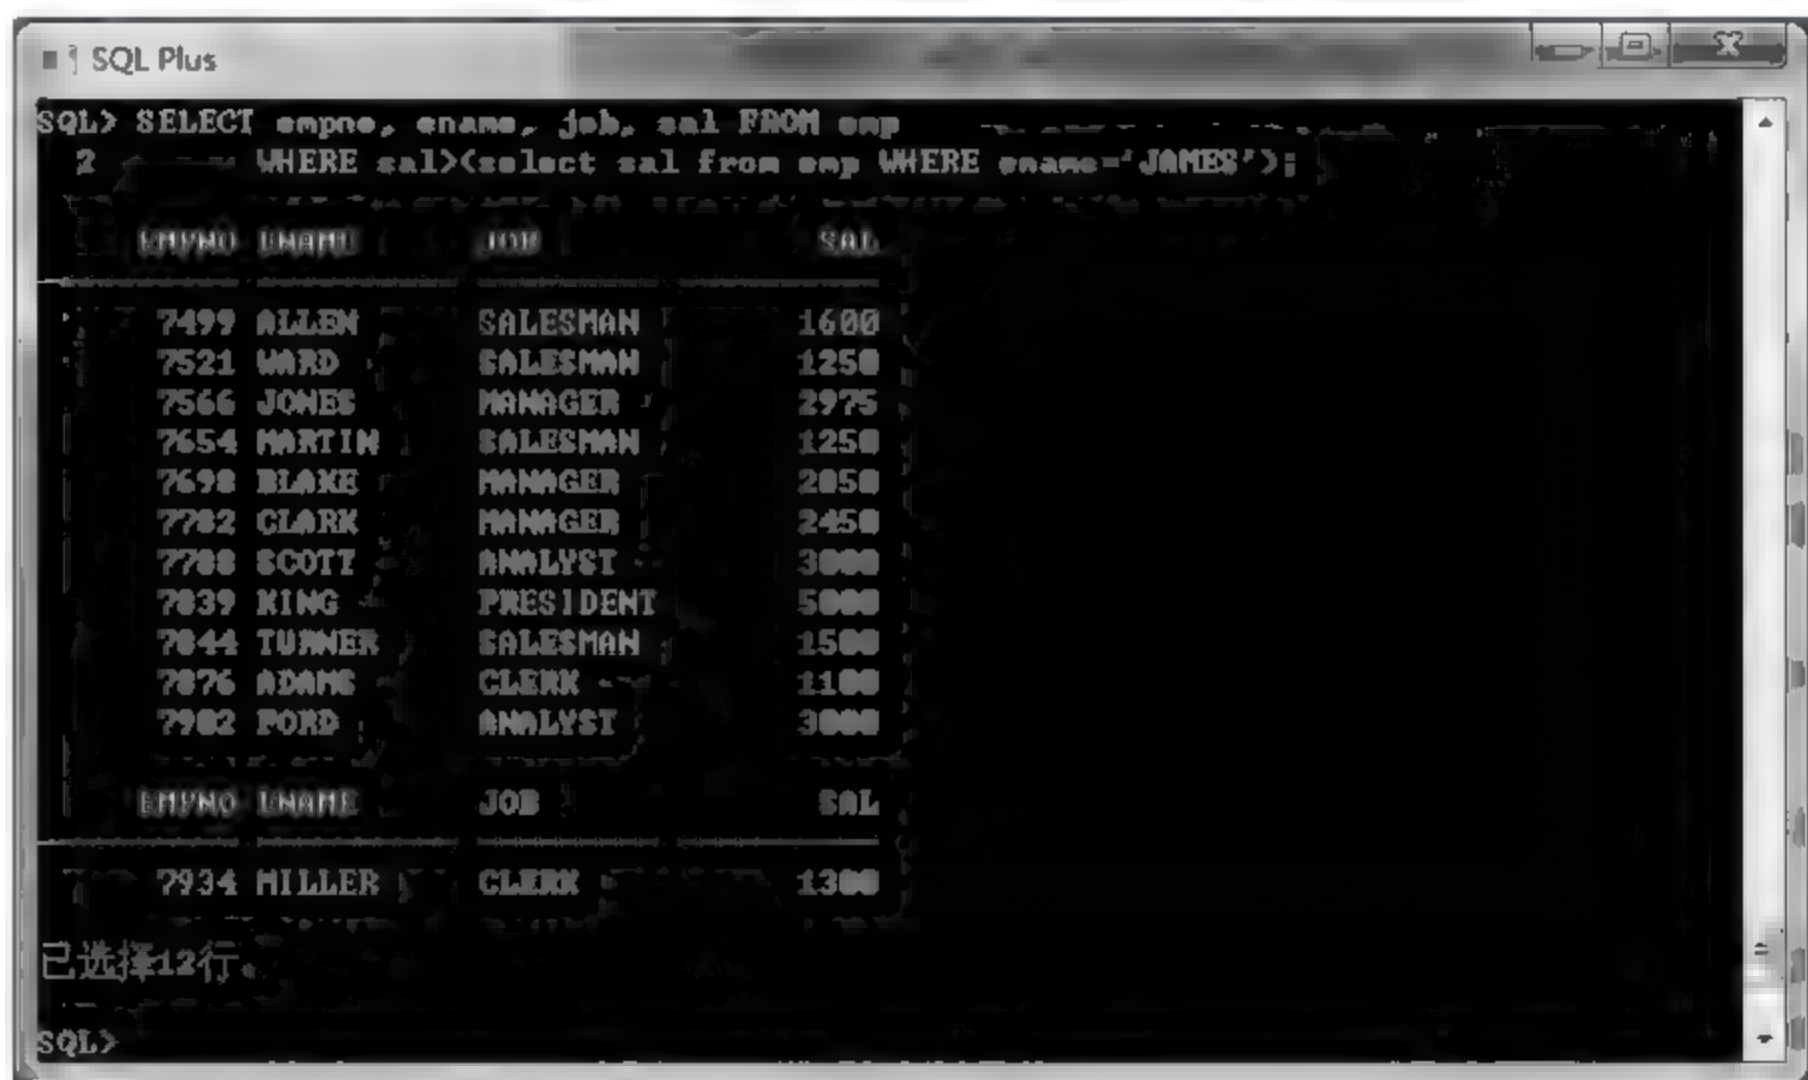 SQL Plus
SQL> SELECT empno, ename, job, sal FROM emp
2 WHERE sal>(select sal from emp WHERE ename='JAMES');
EMPNO ENAME JOB SAL
7499 ALLEN SALESMAN 1600
7521 WARD SALESMAN 1250
7566 JONES MANAGER 2975
7654 MARTIN SALESMAN 1250
7698 BLAKE MANAGER 2850
7782 CLARK MANAGER 2450
7788 SCOTT ANALYST 3000
7839 KING PRESIDENT 5000
7844 TURNER SALESMAN 1500
7876 ADAMS CLERK 1100
7902 FORD ANALYST 3000
EMPNO ENAME JOB SAL
7934 MILLER CLERK 1300
已选择12行。
SQL>